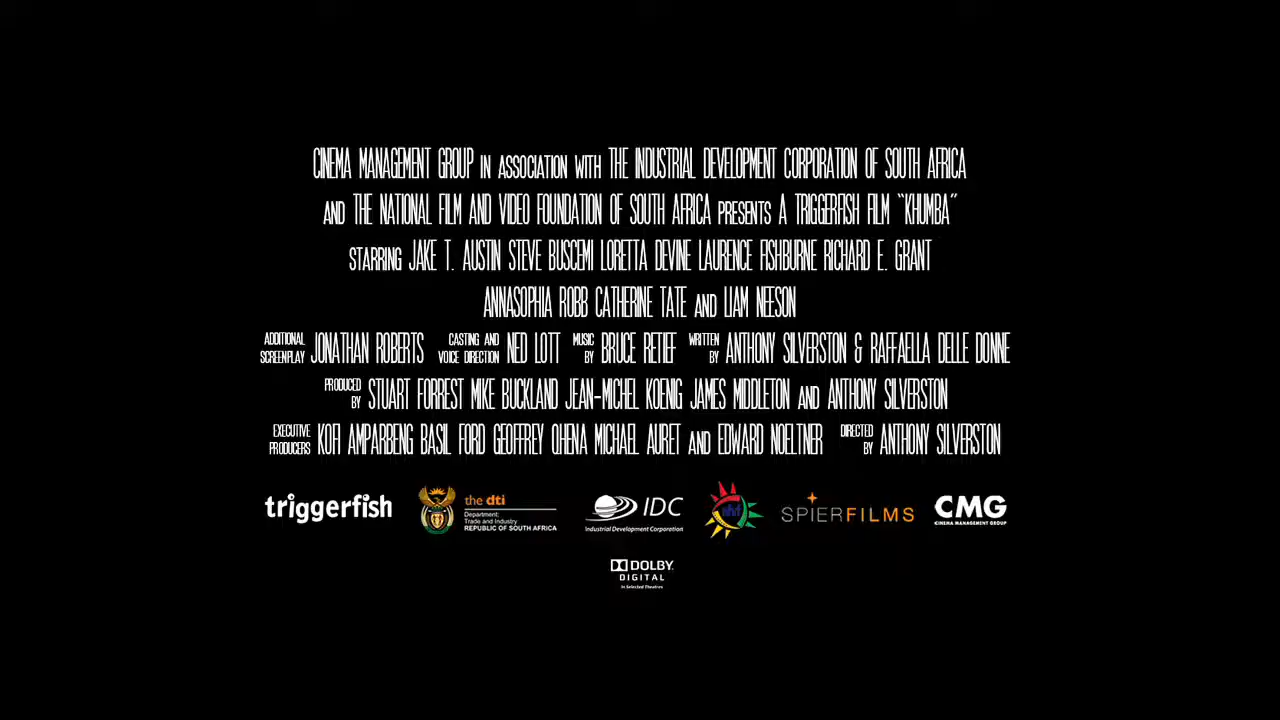 CINEMA MANAGEMENT GROUP IN ASSOCIATION WITH THE INDUSTRIAL DEVELOPMENT CORPORATION OF SOUTH AFRICA
AND THE NATIONAL FILM AND VIDEO FOUNDATION OF SOUTH AFRICA PRESENTS A TRIGGERFISH FILM "KHUMBA"
STARRING JAKE T. AUSTIN STEVE BUSCEMI LORETTA DEVINE LAURENCE FISHBURNE RICHARD E. GRANT
ANNASOPHIA ROBB CATHERINE TATE AND LIAM NEESON
ADDITIONAL SCREENPLAY JONATHAN ROBERTS CASTING AND VOICE DIRECTION NED LOTT MUSIC BY BRUCE RETIEF WRITTEN BY ANTHONY SILVERSTON & RAFFAELLA DELLE DONNE
PRODUCED BY STUART FORREST MIKE BUCKLAND JEAN-MICHEL KOENIG JAMES MIDDLETON AND ANTHONY SILVERSTON
EXECUTIVE PRODUCERS KOFI AMPARBENG BASIL FORD GEOFFREY QHENA MICHAEL AURET AND EDWARD NOELTNER DIRECTED BY ANTHONY SILVERSTON
triggerfish
the dti
Department:
Trade and Industry
REPUBLIC OF SOUTH AFRICA
IDC
Industrial Development Corporation
nfvf
SPIERFILMS
CMG
CINEMA MANAGEMENT GROUP
DOLBY
DIGITAL
In Selected Theatres